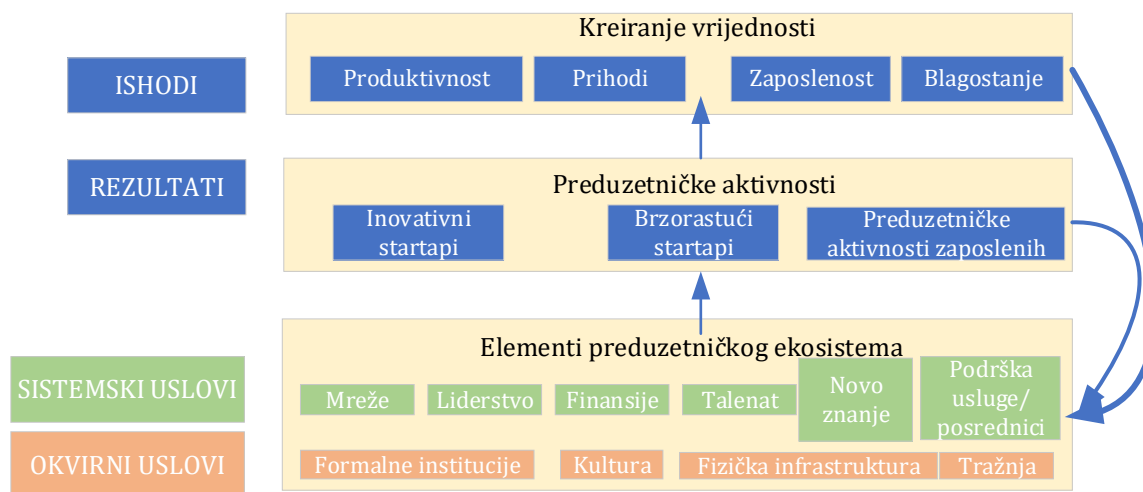 Kreiranje vrijednosti
ISHODI
Produktivnost
Prihodi
Zaposlenost
Blagostanje
REZULTATI
Preduzetničke aktivnosti
Inovativni
startapi
Brzorastući
startapi
Preduzetničke
aktivnosti zaposlenih
Elementi preduzetničkog ekosistema
SISTEMSKI USLOVI
Mreže
Liderstvo
Finansije
Talenat
Novo
znanje
Podrška
usluge/
posrednici
OKVIRNI USLOVI
Formalne institucije
Kultura
Fizička infrastruktura
Tražnja